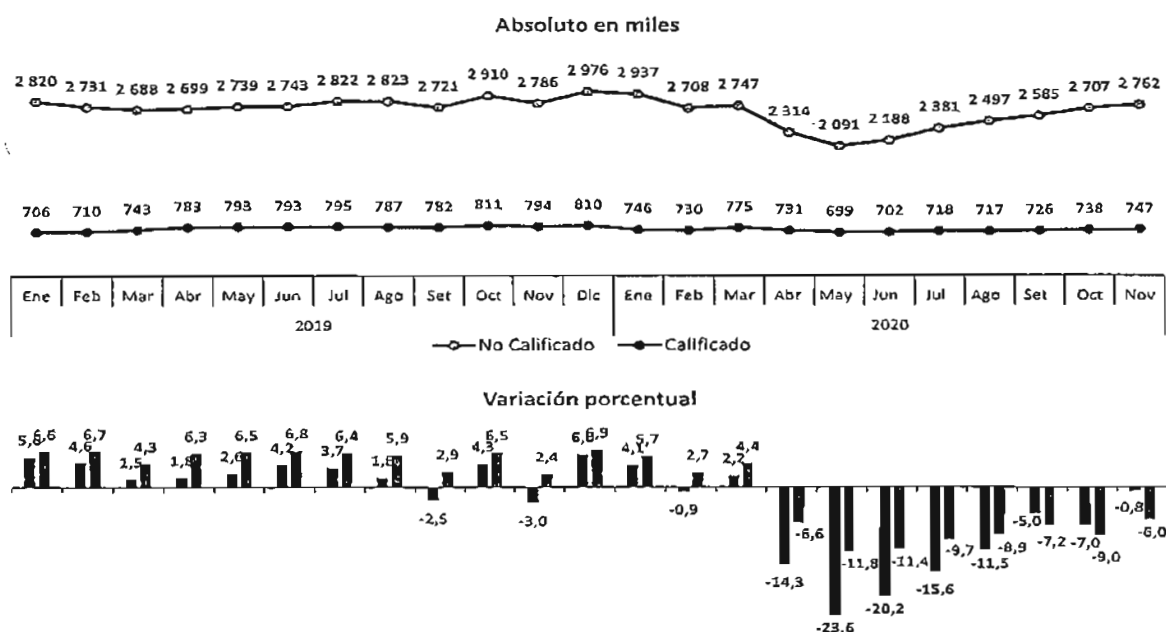 Absoluto en miles
2 820 2 731 2 688 2 699 2 739 2 743 2 822 2 823 2 721 2 910 2 786 2 976 2 937 2 708 2 747 2 314 2 091 2 188 2 381 2 497 2 585 2 707 2 762
706 710 743 783 793 793 795 787 782 811 794 810 746 730 775 731 699 702 718 717 726 738 747
Ene Feb Mar Abr May Jun Jul Ago Set Oct Nov Dic Ene Feb Mar Abr May Jun Jul Ago Set Oct Nov
2019 2020
No Calificado Calificado
Variación porcentual
6,6 4,6 6,7 2,5 4,3 1,8 6,3 2,6 6,5 4,2 6,8 3,7 6,4 1,8 5,9 -2,5 2,9 4,3 6,5 -3,0 2,4 6,9 4,1 5,7 -0,9 2,7 2,2 4,4 -14,3 -6,6 -23,6 -11,8 -20,2 -11,4 -15,6 -9,7 -11,5 -8,9 -5,0 -7,2 -7,0 -9,0 -0,8 -6,0